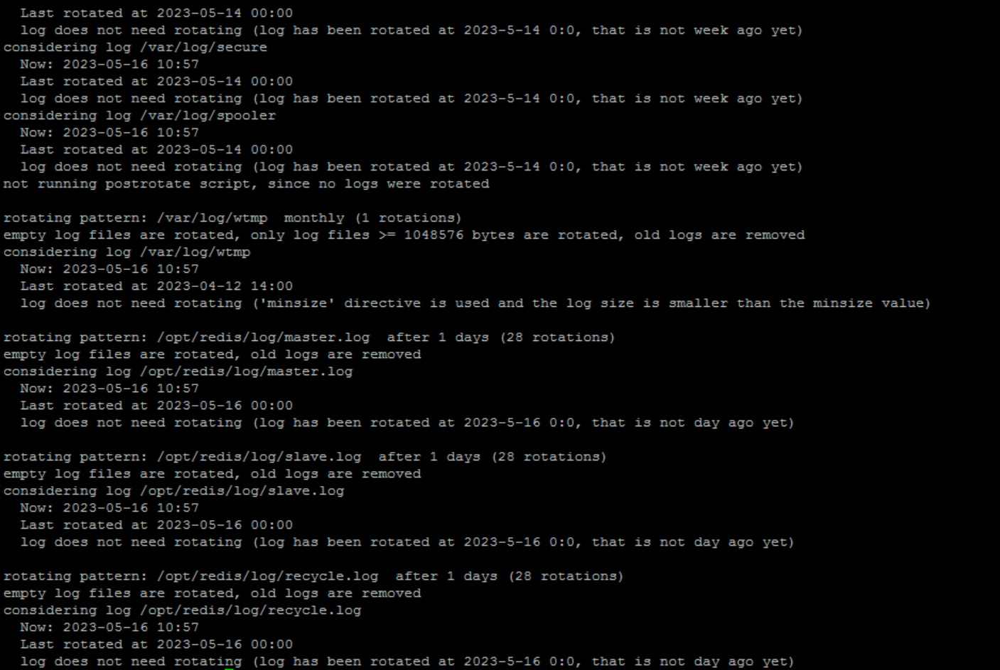 Last rotated at 2023-05-14 00:00
log does not need rotating (log has been rotated at 2023-5-14 0:0, that is not week ago yet)
considering log /var/log/secure
Now: 2023-05-16 10:57
Last rotated at 2023-05-14 00:00
log does not need rotating (log has been rotated at 2023-5-14 0:0, that is not week ago yet)
considering log /var/log/spooler
Now: 2023-05-16 10:57
Last rotated at 2023-05-14 00:00
log does not need rotating (log has been rotated at 2023-5-14 0:0, that is not week ago yet)
not running postrotate script, since no logs were rotated
rotating pattern: /var/log/wtmp  monthly (1 rotations)
empty log files are rotated, only log files >= 1048576 bytes are rotated, old logs are removed
considering log /var/log/wtmp
Now: 2023-05-16 10:57
Last rotated at 2023-04-12 14:00
log does not need rotating ('minsize' directive is used and the log size is smaller than the minsize value)
rotating pattern: /opt/redis/log/master.log  after 1 days (28 rotations)
empty log files are rotated, old logs are removed
considering log /opt/redis/log/master.log
Now: 2023-05-16 10:57
Last rotated at 2023-05-16 00:00
log does not need rotating (log has been rotated at 2023-5-16 0:0, that is not day ago yet)
rotating pattern: /opt/redis/log/slave.log  after 1 days (28 rotations)
empty log files are rotated, old logs are removed
considering log /opt/redis/log/slave.log
Now: 2023-05-16 10:57
Last rotated at 2023-05-16 00:00
log does not need rotating (log has been rotated at 2023-5-16 0:0, that is not day ago yet)
rotating pattern: /opt/redis/log/recycle.log  after 1 days (28 rotations)
empty log files are rotated, old logs are removed
considering log /opt/redis/log/recycle.log
Now: 2023-05-16 10:57
Last rotated at 2023-05-16 00:00
log does not need rotating (log has been rotated at 2023-5-16 0:0, that is not day ago yet)